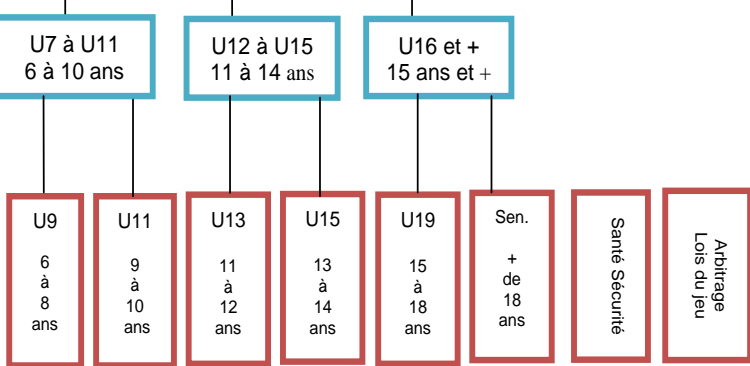 U7 à U11
6 à 10 ans
U12 à U15
11 à 14 ans
U16 et +
15 ans et +
U9
6
à
8
ans
U11
9
à
10
ans
U13
11
à
12
ans
U15
13
à
14
ans
U19
15
à
18
ans
Sen.
+
de
18
ans
Santé Sécurité
Arbitrage
Lois du jeu